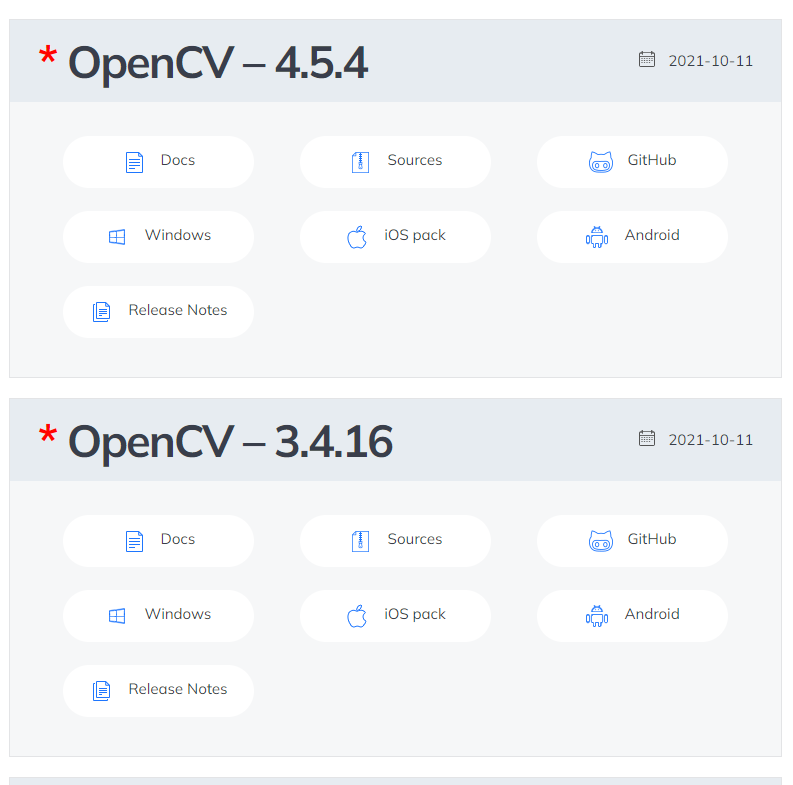 * OpenCV – 4.5.4 2021-10-11
Docs Sources GitHub
Windows iOS pack Android
Release Notes
* OpenCV – 3.4.16 2021-10-11
Docs Sources GitHub
Windows iOS pack Android
Release Notes